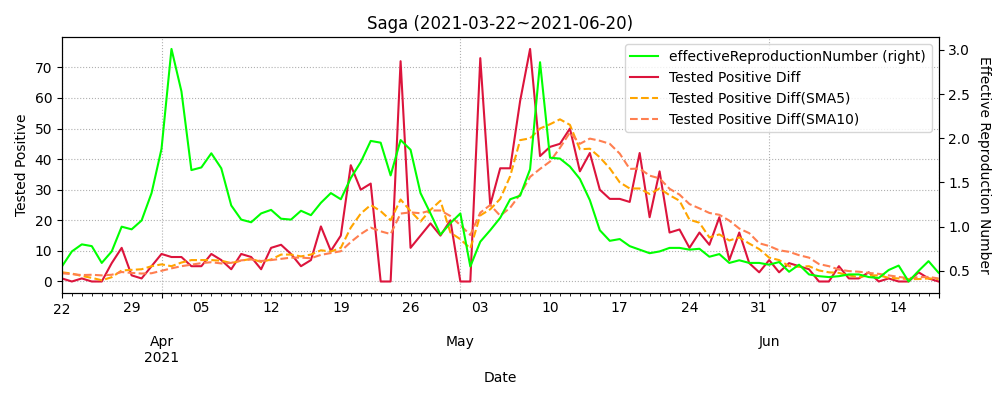 Saga (2021-03-22~2021-06-20)
effectiveReproductionNumber (right)
Tested Positive Diff
Tested Positive Diff(SMA5)
Tested Positive Diff(SMA10)
Tested Positive
70
60
50
40
30
20
10
0
3.0
2.5
2.0
1.5
1.0
0.5
Effective Reproduction Number
22 29 05 12 19 26 03 10 17 24 31 07 14
Apr May Jun
2021
Date